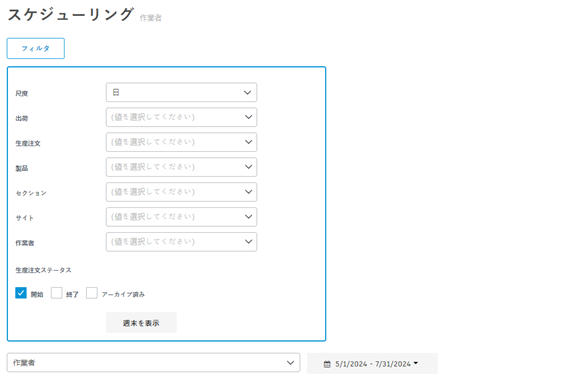 スケジューリング 作業者
フィルタ
尺度 日
出荷 (値を選択してください)
生産注文 (値を選択してください)
製品 (値を選択してください)
セクション (値を選択してください)
サイト (値を選択してください)
作業者 (値を選択してください)
生産注文ステータス
開始 終了 アーカイブ済み
週末を表示
作業者 5/1/2024 - 7/31/2024